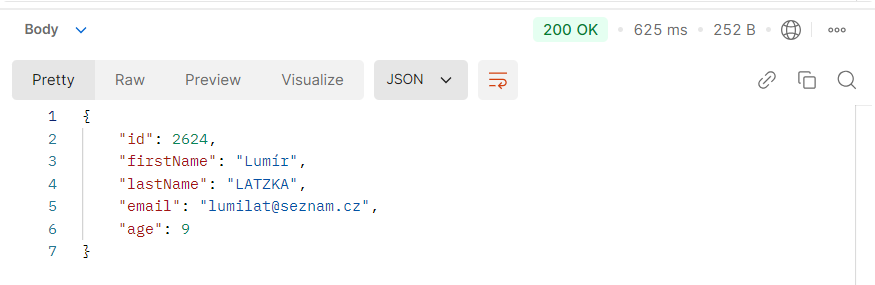 Body 200 OK 625 ms 252 B
Pretty Raw Preview Visualize JSON
1 {
2 "id": 2624,
3 "firstName": "Lumír",
4 "lastName": "LATZKA",
5 "email": "lumilat@seznam.cz",
6 "age": 9
7 }